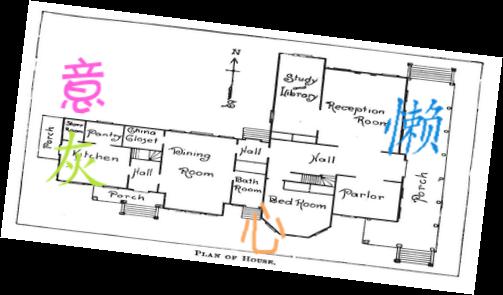 N
Study
Library
Reception
Room
懒
意
Store
Room
Pantry
China
Closet
Porch
Kitchen
灰
Hall
Dining
Room
Hall
Hall
Bath
Room
Bed Room
Parlor
Porch
Porch
心
PLAN OF HOUSE.